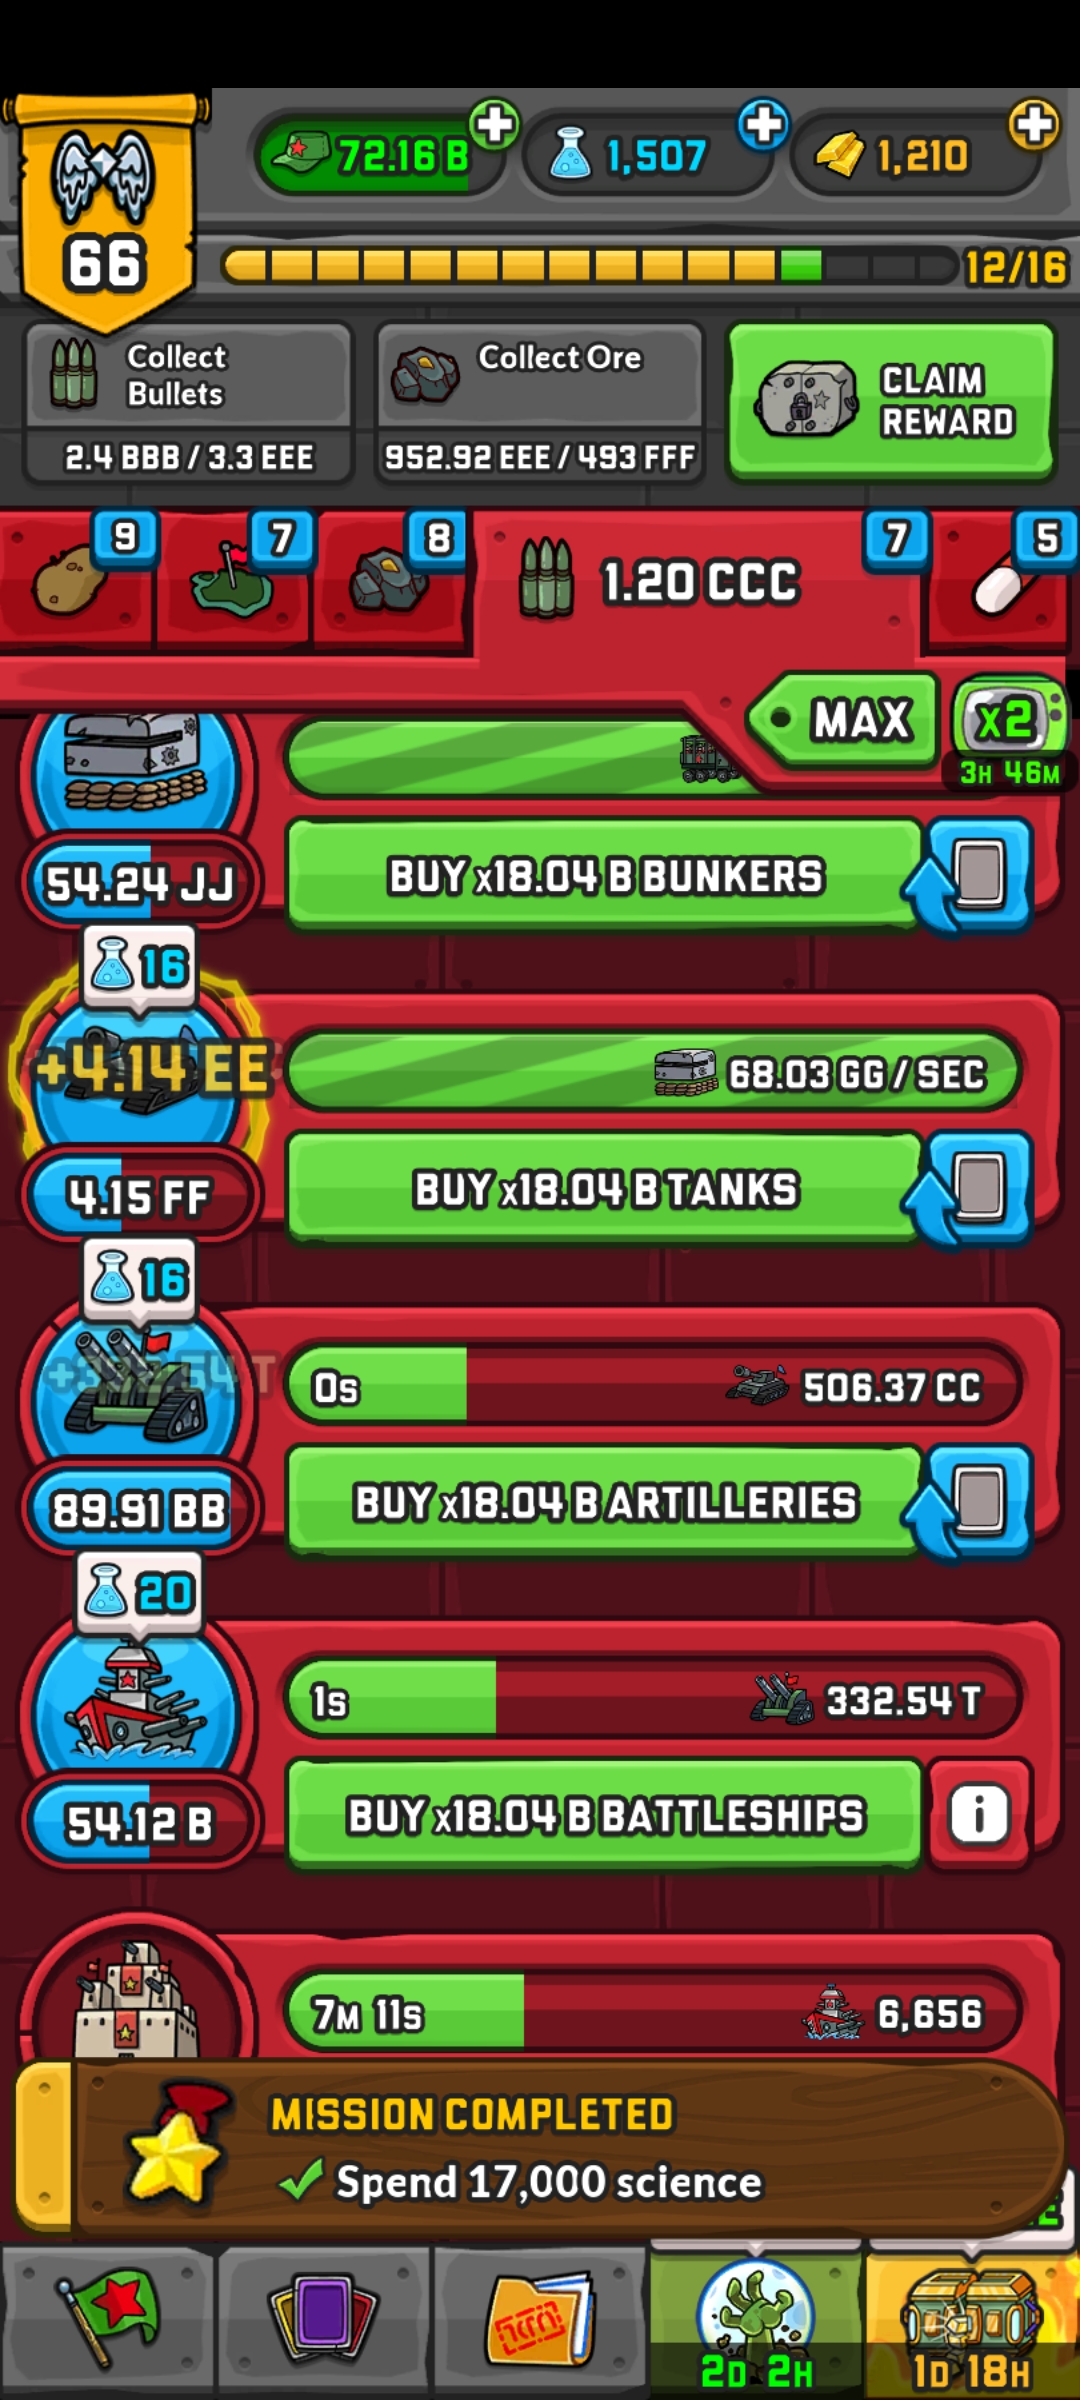 72.16 B
1,507
1,210
66
12/16
Collect
Bullets
2.4 BBB / 3.3 EEE
Collect Ore
952.92 EEE / 493 FFF
CLAIM
REWARD
9
7
8
1.20 CCC
7
5
MAX
x2
3H 46M
54.24 JJ
BUY x18.04 B BUNKERS
16
+4.14 EE
68.03 GG / SEC
4.15 FF
BUY x18.04 B TANKS
16
0s
506.37 CC
89.91 BB
BUY x18.04 B ARTILLERIES
20
1s
332.54 T
54.12 B
BUY x18.04 B BATTLESHIPS
i
7M 11s
6,656
MISSION COMPLETED
Spend 17,000 science
2D 2H
1D 18H